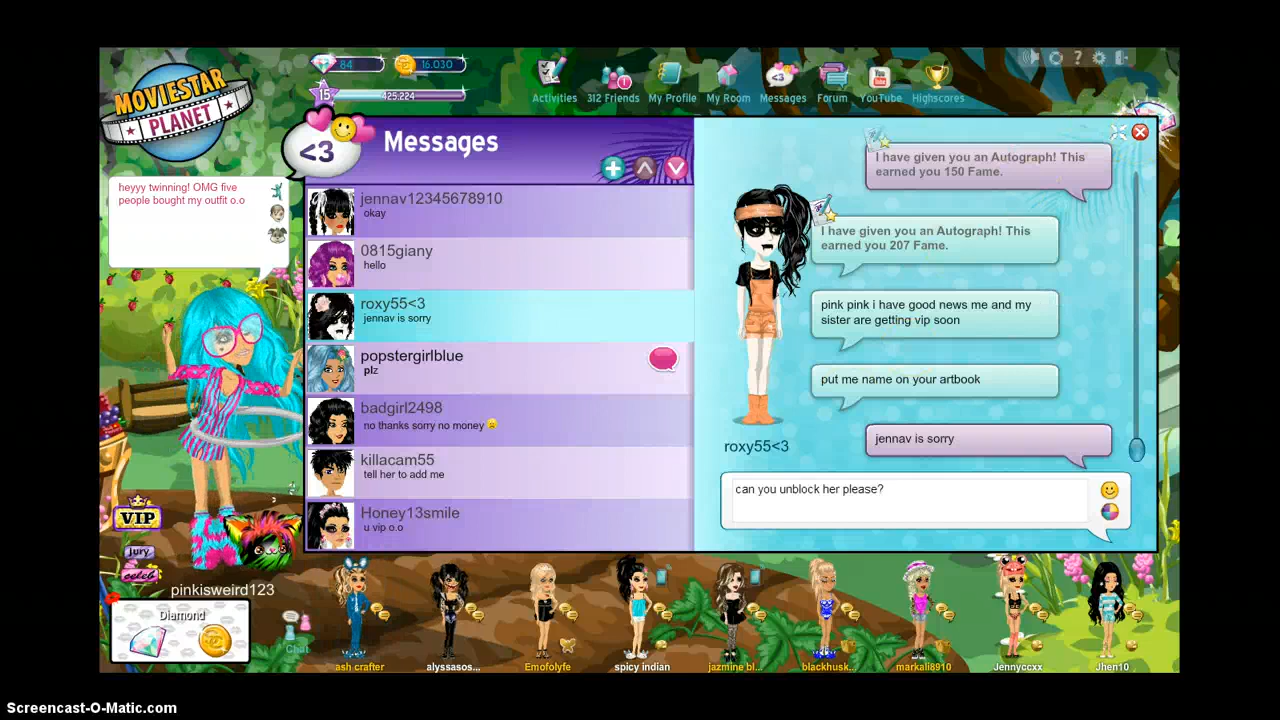 84
16.030
15
425.224
Activities
312 Friends
My Profile
My Room
Messages
Forum
YouTube
Highscores
MOVIESTAR
PLANET
<3
Messages
heyyy twinning! OMG five
people bought my outfit o.o
jennav12345678910
okay
0815giany
hello
roxy55<3
jennav is sorry
popstergirlblue
plz
badgirl2498
no thanks sorry no money
killacam55
tell her to add me
Honey13smile
u vip o.o
I have given you an Autograph! This
earned you 150 Fame.
I have given you an Autograph! This
earned you 207 Fame.
pink pink i have good news me and my
sister are getting vip soon
put me name on your artbook
jennav is sorry
roxy55<3
can you unblock her please?
VIP
jury
celeb
pinkisweird123
Diamond
Chat
ash crafter
alyssasos...
Emofolyfe
spicy indian
jazmine bl...
blackhusk...
markali8910
Jennyccxx
Jheri10
Screencast-O-Matic.com